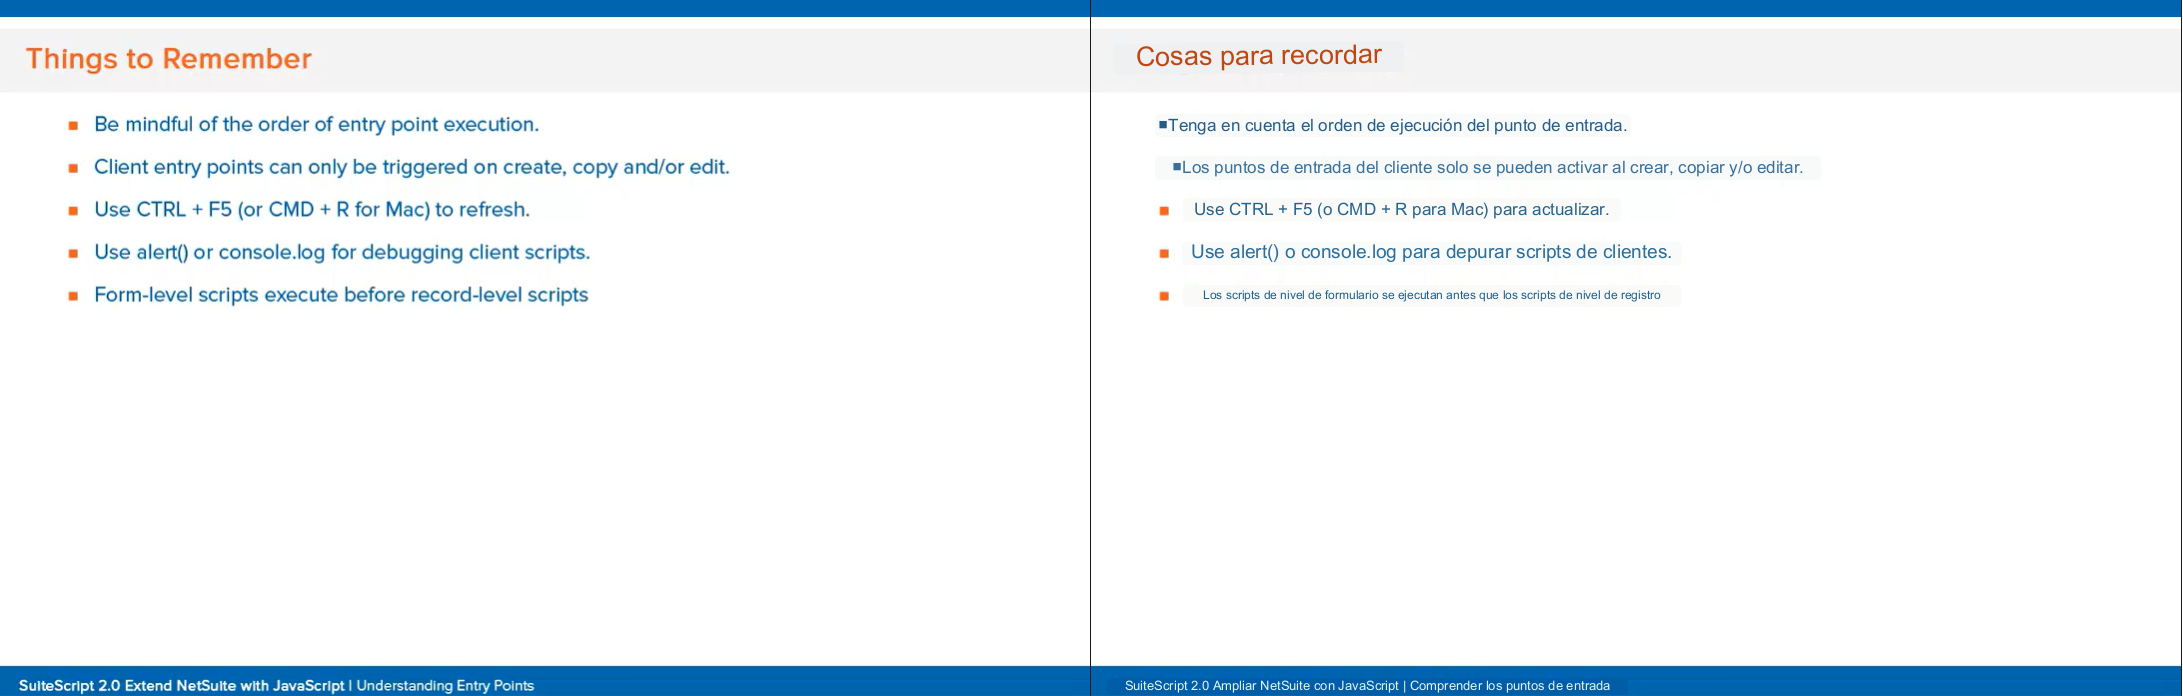 Things to Remember
■ Be mindful of the order of entry point execution.
■ Client entry points can only be triggered on create, copy and/or edit.
■ Use CTRL + F5 (or CMD + R for Mac) to refresh.
■ Use alert() or console.log for debugging client scripts.
■ Form-level scripts execute before record-level scripts
SuiteScript 2.0 Extend NetSuite with JavaScript | Understanding Entry Points
Cosas para recordar
■Tenga en cuenta el orden de ejecución del punto de entrada.
■Los puntos de entrada del cliente solo se pueden activar al crear, copiar y/o editar.
■ Use CTRL + F5 (o CMD + R para Mac) para actualizar.
■ Use alert() o console.log para depurar scripts de clientes.
■ Los scripts de nivel de formulario se ejecutan antes que los scripts de nivel de registro
SuiteScript 2.0 Ampliar NetSuite con JavaScript | Comprender los puntos de entrada